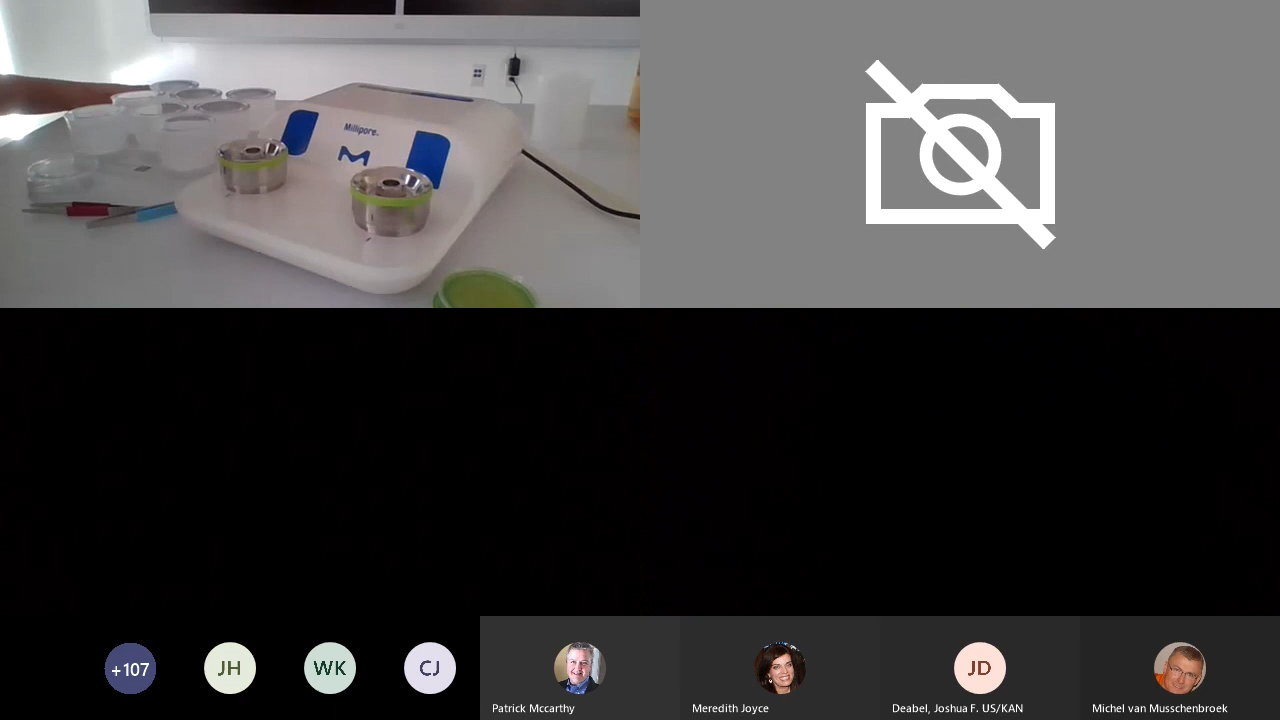 Millipore.
+107
JH
WK
CJ
JD
Patrick Mccarthy
Meredith Joyce
Deabel, Joshua F. US/KAN
Michel van Musschenbroek